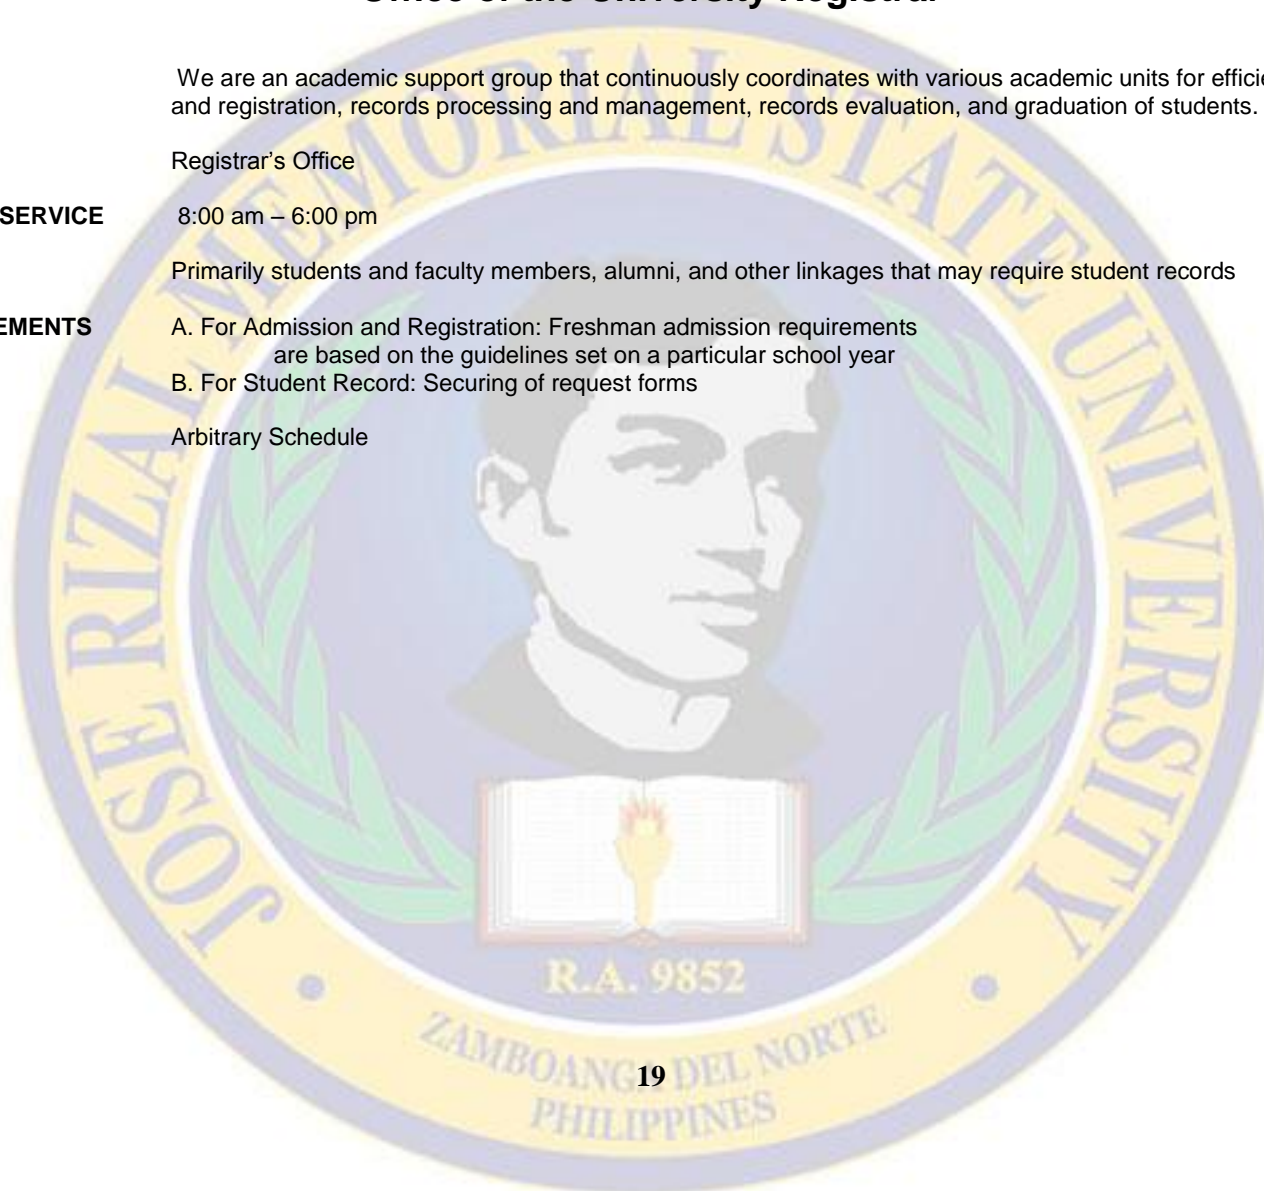 Office of the University Registrar
We are an academic support group that continuously coordinates with various academic units for
and registration, records processing and management, records evaluation, and graduation of students.
Registrar’s Office
SERVICE 8:00 am – 6:00 pm
Primarily students and faculty members, alumni, and other linkages that may require student records
EMENTS A. For Admission and Registration: Freshman admission requirements
are based on the guidelines set on a particular school year
B. For Student Record: Securing of request forms
Arbitrary Schedule
JOSE RIZAL MEMORIAL STATE UNIVERSITY
R.A. 9852
ZAMBOANGA DEL NORTE
19
PHILIPPINES